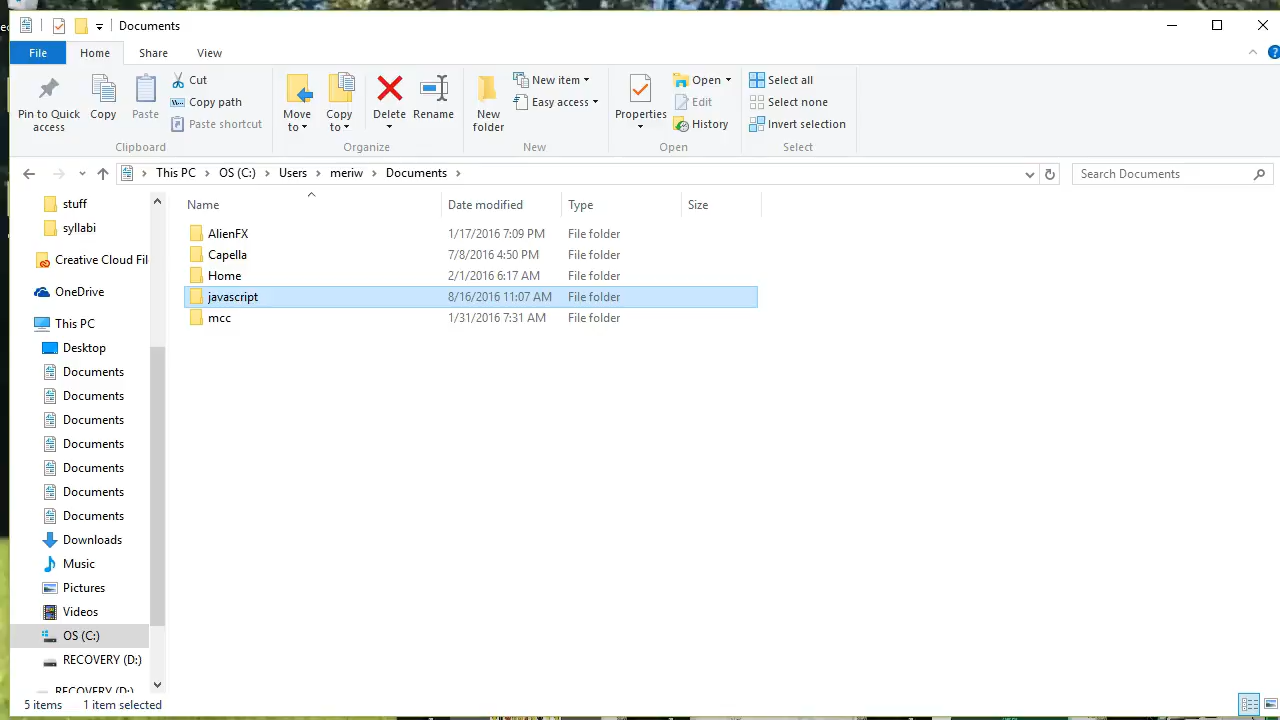 Documents
File Home Share View
Pin to Quick access
Copy
Paste
Cut
Copy path
Paste shortcut
Clipboard
Move to
Copy to
Delete
Rename
Organize
New folder
New item
Easy access
New
Properties
Open
Edit
History
Open
Select all
Select none
Invert selection
Select
This PC OS (C:) Users meriw Documents
Search Documents
stuff
syllabi
Creative Cloud Fil
OneDrive
This PC
Desktop
Documents
Documents
Documents
Documents
Documents
Documents
Documents
Downloads
Music
Pictures
Videos
OS (C:)
RECOVERY (D:)
RECOVERY (D:)
Name Date modified Type Size
AlienFX 1/17/2016 7:09 PM File folder
Capella 7/8/2016 4:50 PM File folder
Home 2/1/2016 6:17 AM File folder
javascript 8/16/2016 11:07 AM File folder
mcc 1/31/2016 7:31 AM File folder
5 items 1 item selected